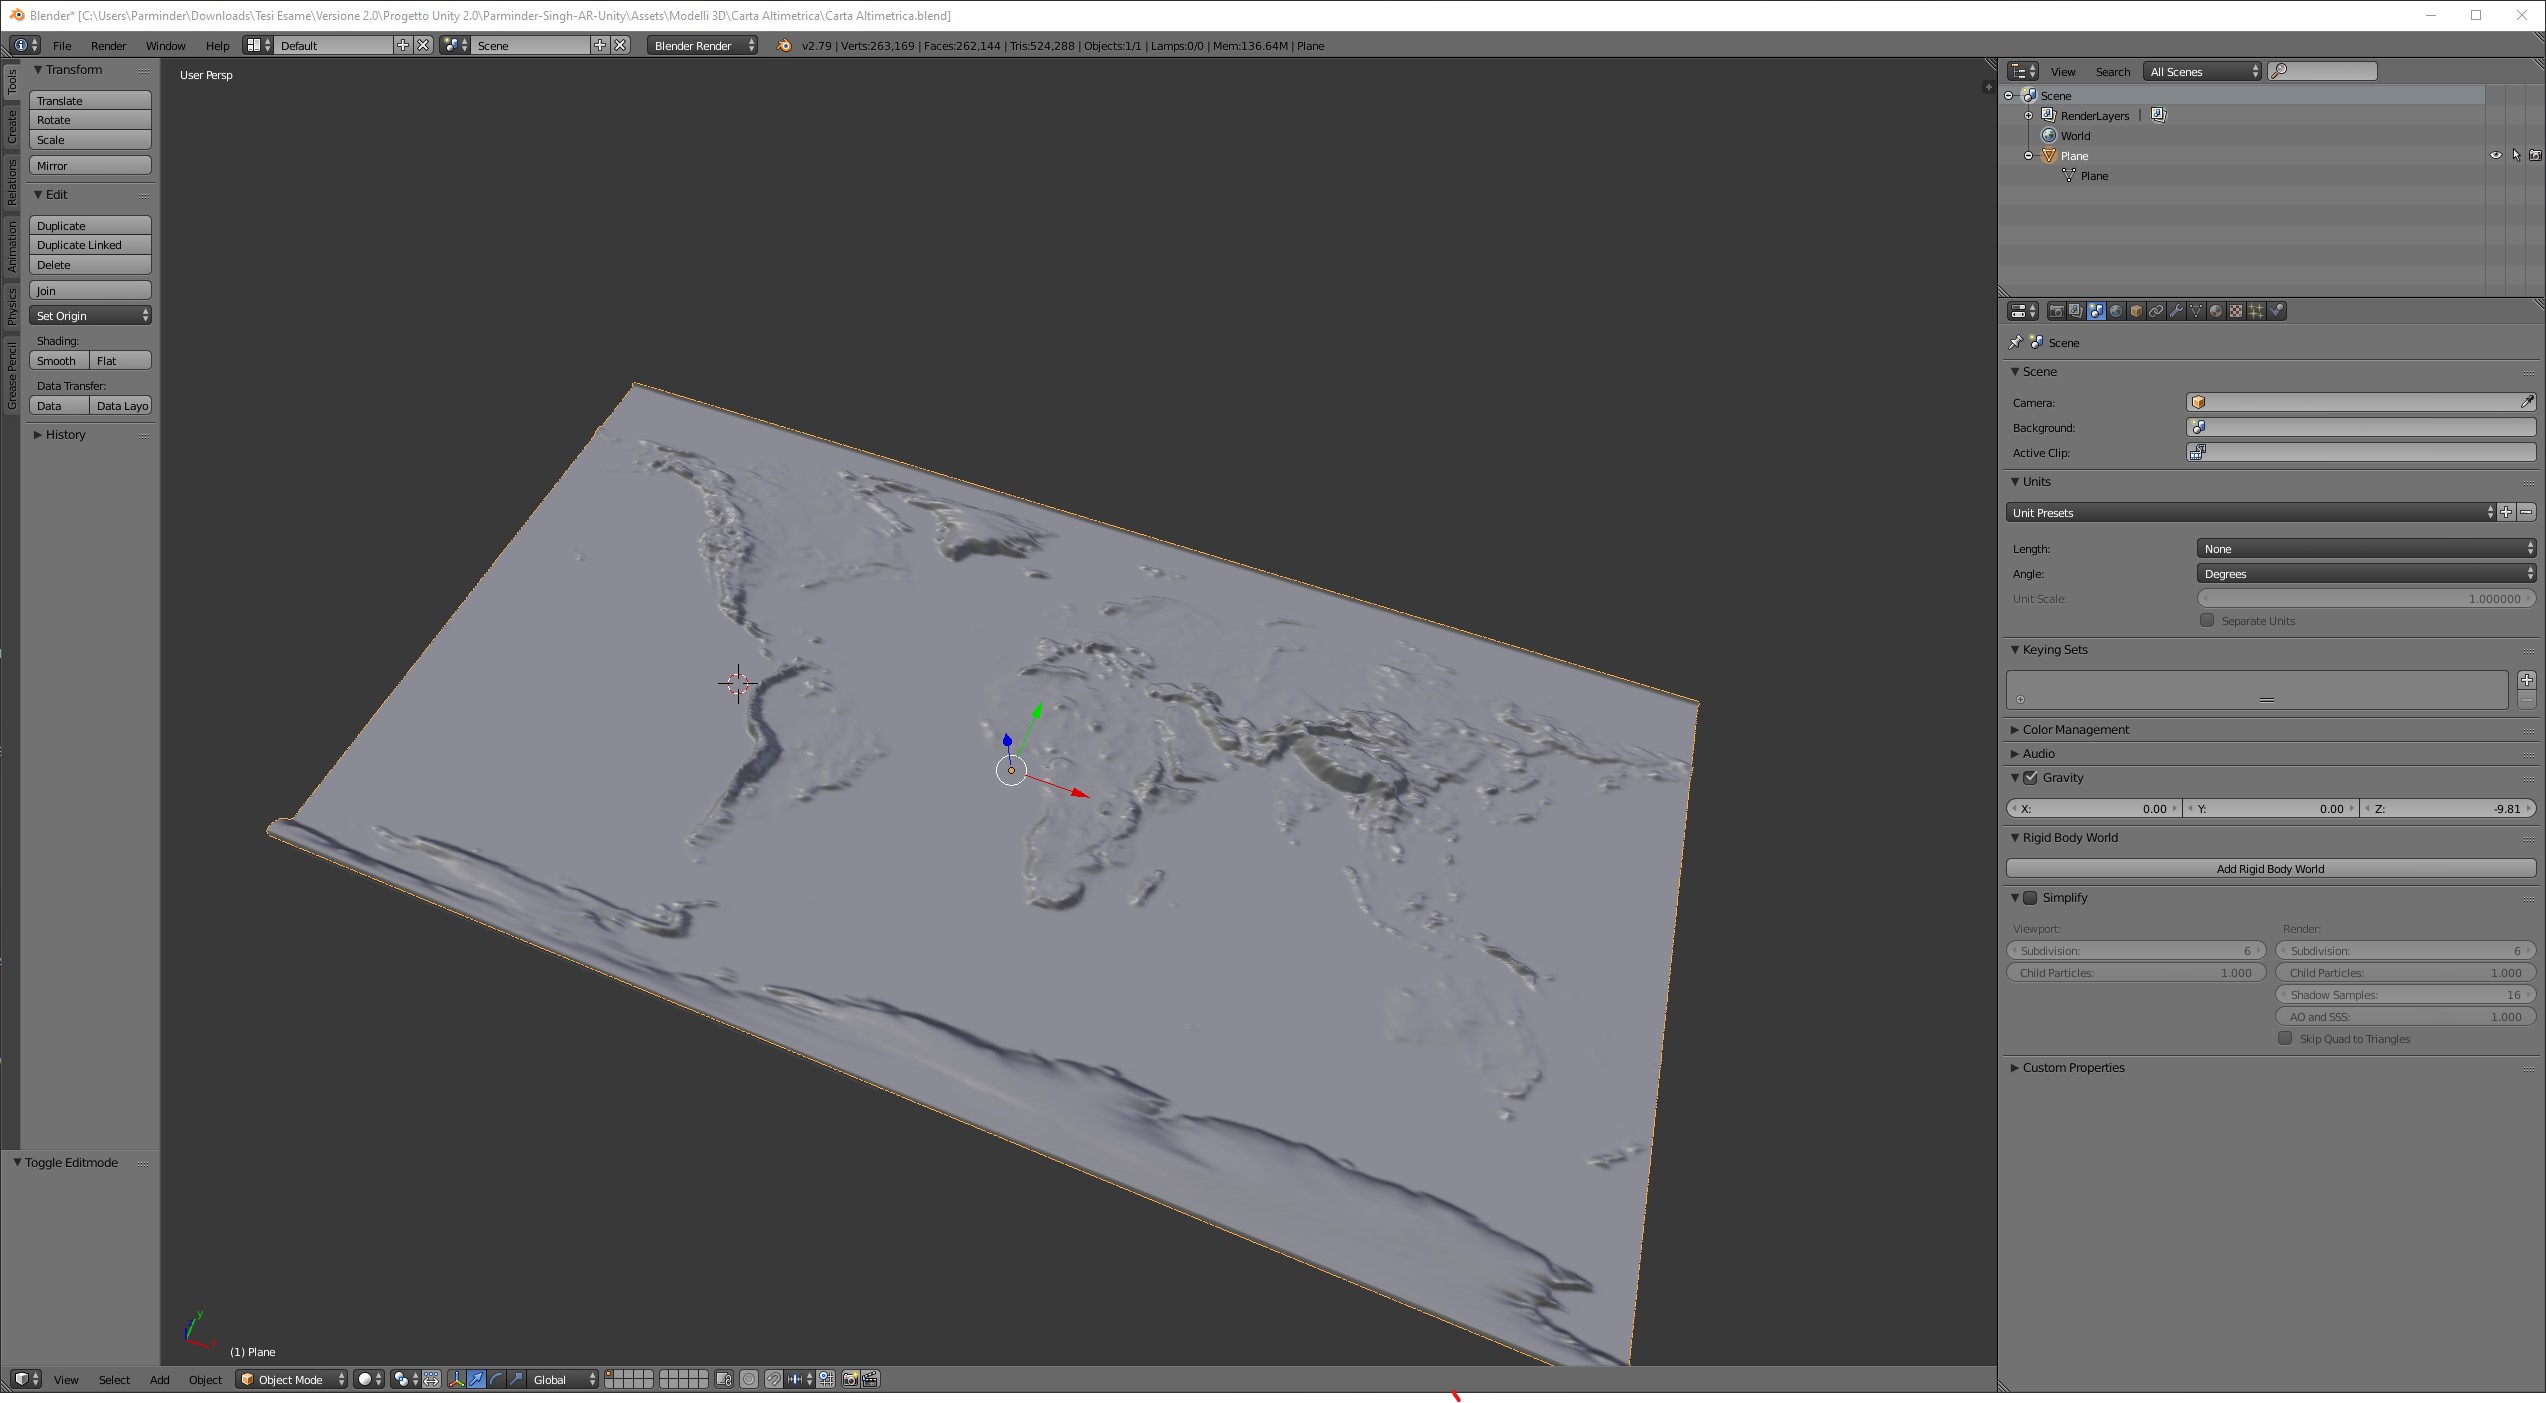 Blender* [C:\Users\Parminder\Downloads\Tesi Esame\Versione 2.0\Progetto Unity 2.0\Parminder-Singh-AR-Unity\Assets\Modelli 3D\Carta Altimetrica\Carta Altimetrica.blend]
File Render Window Help Default Scene Blender Render v2.79 | Verts:263,169 | Faces:262,144 | Tris:524,288 | Objects:1/1 | Lamps:0/0 | Mem:136.64M | Plane
Tools
Create
Relations
Animation
Physics
Grease Pencil
Transform
Translate
Rotate
Scale
Mirror
Edit
Duplicate
Duplicate Linked
Delete
Join
Set Origin
Shading:
Smooth Flat
Data Transfer:
Data Data Layo
History
Toggle Editmode
User Persp
y
x
(1) Plane
View Select Add Object Object Mode Global
View Search All Scenes
Scene
RenderLayers |
World
Plane
Plane
Scene
Scene
Camera:
Background:
Active Clip:
Units
Unit Presets
Length: None
Angle: Degrees
Unit Scale: 1.000000
Separate Units
Keying Sets
Color Management
Audio
Gravity
X: 0.00 Y: 0.00 Z: -9.81
Rigid Body World
Add Rigid Body World
Simplify
Viewport: Render:
Subdivision: 6 Subdivision: 6
Child Particles: 1.000 Child Particles: 1.000
Shadow Samples: 16
AO and SSS: 1.000
Skip Quad to Triangles
Custom Properties